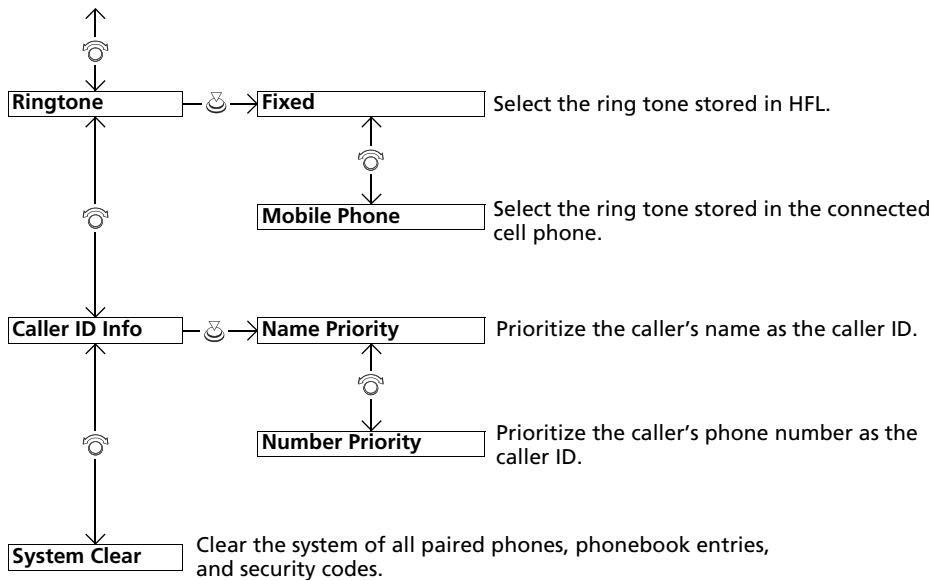 Ringtone
Fixed
Select the ring tone stored in HFL.
Mobile Phone
Select the ring tone stored in the connected
cell phone.
Caller ID Info
Name Priority
Prioritize the caller’s name as the caller ID.
Number Priority
Prioritize the caller’s phone number as the
caller ID.
System Clear
Clear the system of all paired phones, phonebook entries,
and security codes.